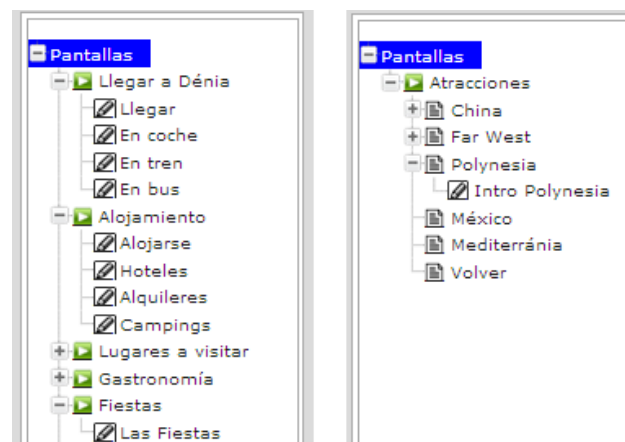 Pantallas
Llegar a Dénia
Llegar
En coche
En tren
En bus
Alojamiento
Alojarse
Hoteles
Alquileres
Campings
Lugares a visitar
Gastronomía
Fiestas
Las Fiestas
Pantallas
Atracciones
China
Far West
Polynesia
Intro Polynesia
México
Mediterránia
Volver